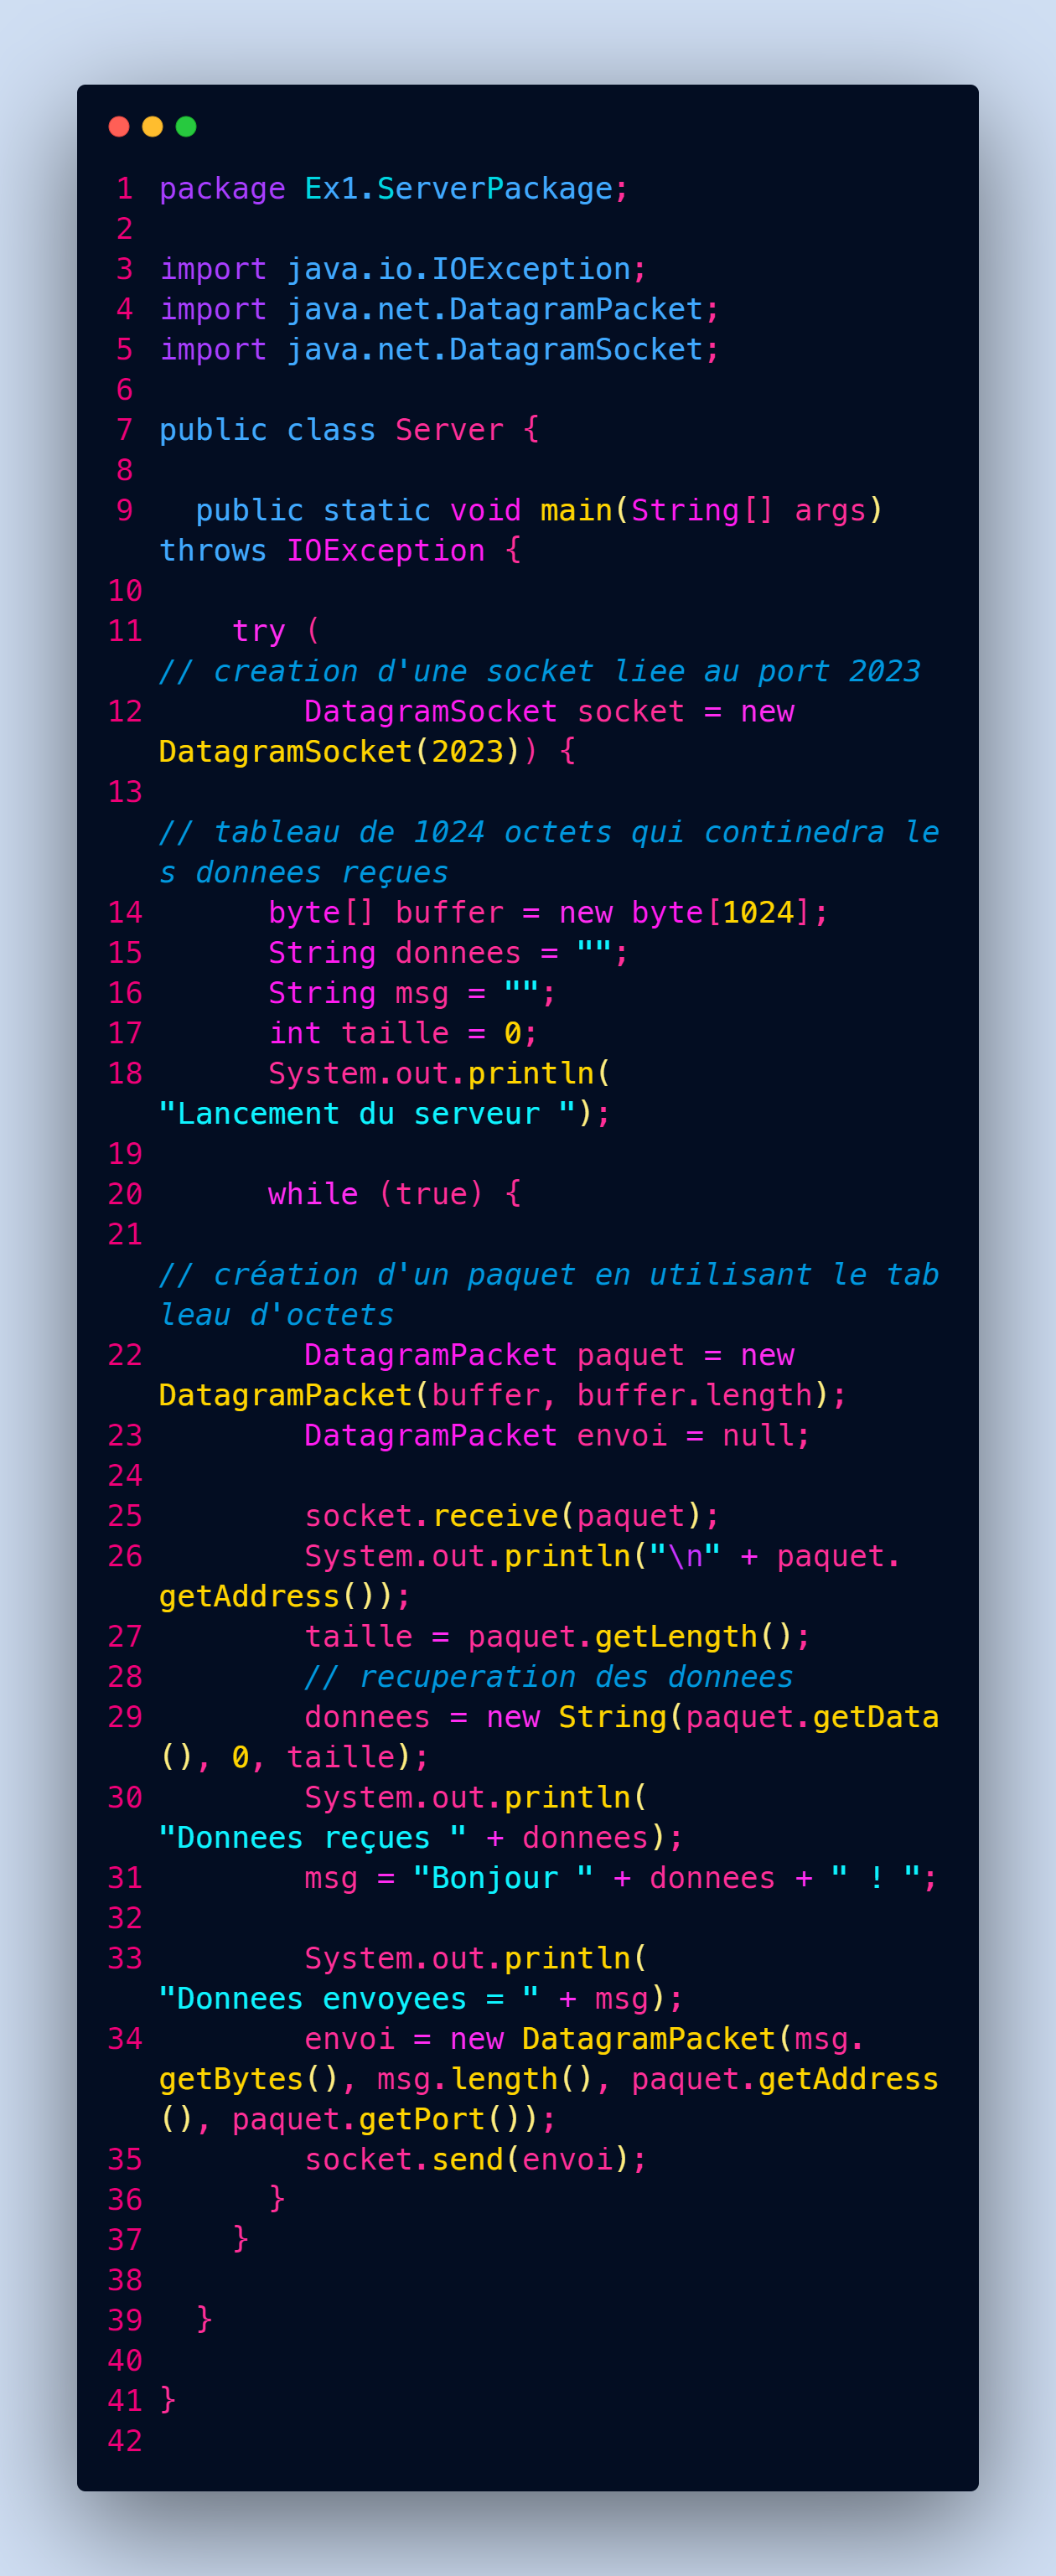 1 package Ex1.ServerPackage;
2
3 import java.io.IOException;
4 import java.net.DatagramPacket;
5 import java.net.DatagramSocket;
6
7 public class Server {
8
9   public static void main(String[] args)
throws IOException {
10
11     try (
// creation d'une socket liee au port 2023
12         DatagramSocket socket = new
DatagramSocket(2023)) {
13
// tableau de 1024 octets qui continedra le
s donnees reçues
14       byte[] buffer = new byte[1024];
15       String donnees = "";
16       String msg = "";
17       int taille = 0;
18       System.out.println(
"Lancement du serveur ");
19
20       while (true) {
21
// création d'un paquet en utilisant le tab
leau d'octets
22         DatagramPacket paquet = new
DatagramPacket(buffer, buffer.length);
23         DatagramPacket envoi = null;
24
25         socket.receive(paquet);
26         System.out.println("\n" + paquet.
getAddress());
27         taille = paquet.getLength();
28         // recuperation des donnees
29         donnees = new String(paquet.getData
(), 0, taille);
30         System.out.println(
"Donnees reçues " + donnees);
31         msg = "Bonjour " + donnees + " ! ";
32
33         System.out.println(
"Donnees envoyees = " + msg);
34         envoi = new DatagramPacket(msg.
getBytes(), msg.length(), paquet.getAddress
(), paquet.getPort());
35         socket.send(envoi);
36       }
37     }
38
39   }
40
41 }
42